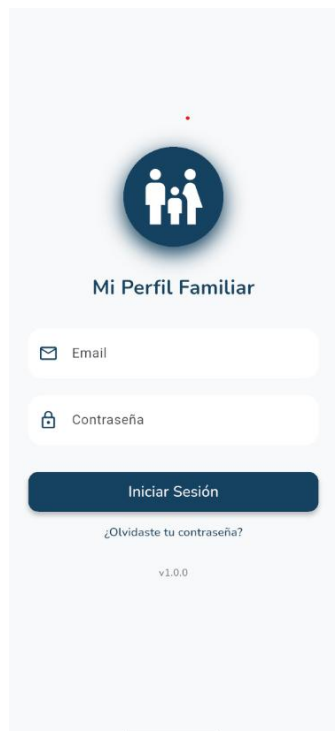 Mi Perfil Familiar
Email
Contraseña
Iniciar Sesión
¿Olvidaste tu contraseña?
v1.0.0